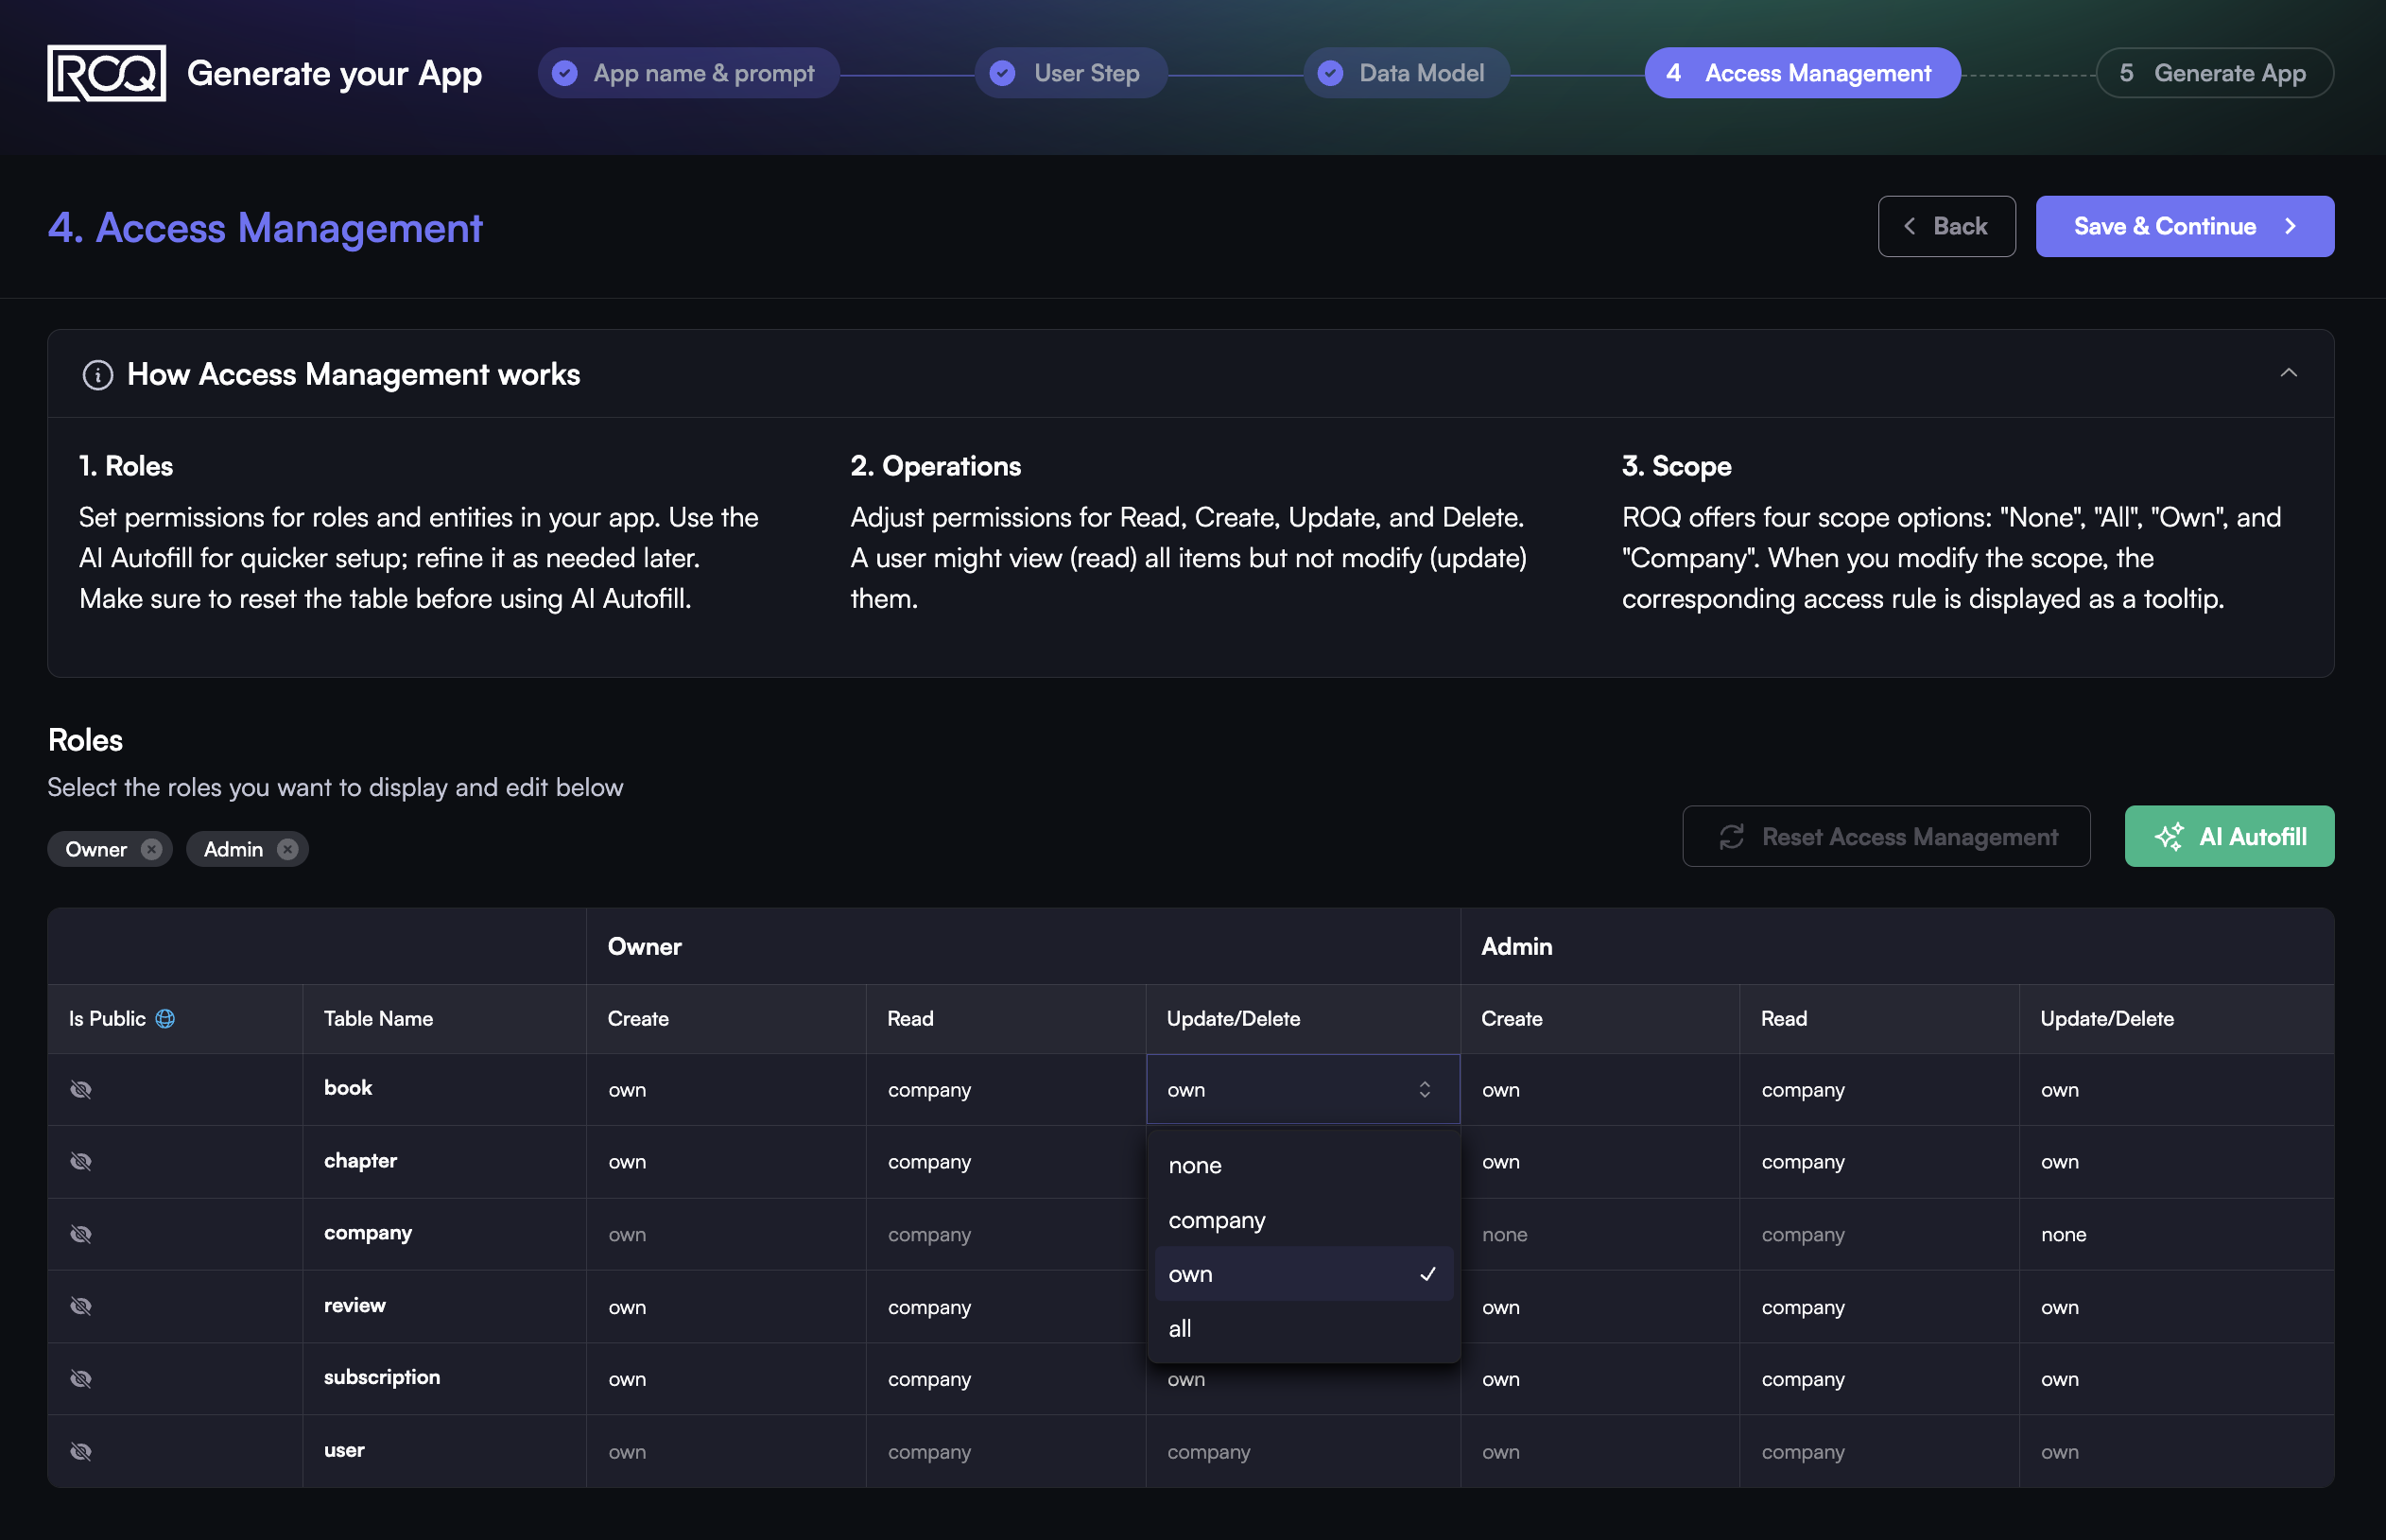 ROQ Generate your App App name & prompt User Step Data Model 4 Access Management 5 Generate App
4. Access Management
Back Save & Continue
How Access Management works
1. Roles
Set permissions for roles and entities in your app. Use the
AI Autofill for quicker setup; refine it as needed later.
Make sure to reset the table before using AI Autofill.
2. Operations
Adjust permissions for Read, Create, Update, and Delete.
A user might view (read) all items but not modify (update)
them.
3. Scope
ROQ offers four scope options: "None", "All", "Own", and
"Company". When you modify the scope, the
corresponding access rule is displayed as a tooltip.
Roles
Select the roles you want to display and edit below
Owner Admin
Reset Access Management AI Autofill
Owner Admin
Is Public Table Name Create Read Update/Delete Create Read Update/Delete
book own company own own company own
chapter own company own company own
company own company none company none
review own company own company own
subscription own company own own company own
user own company company own company own
none
company
own
all